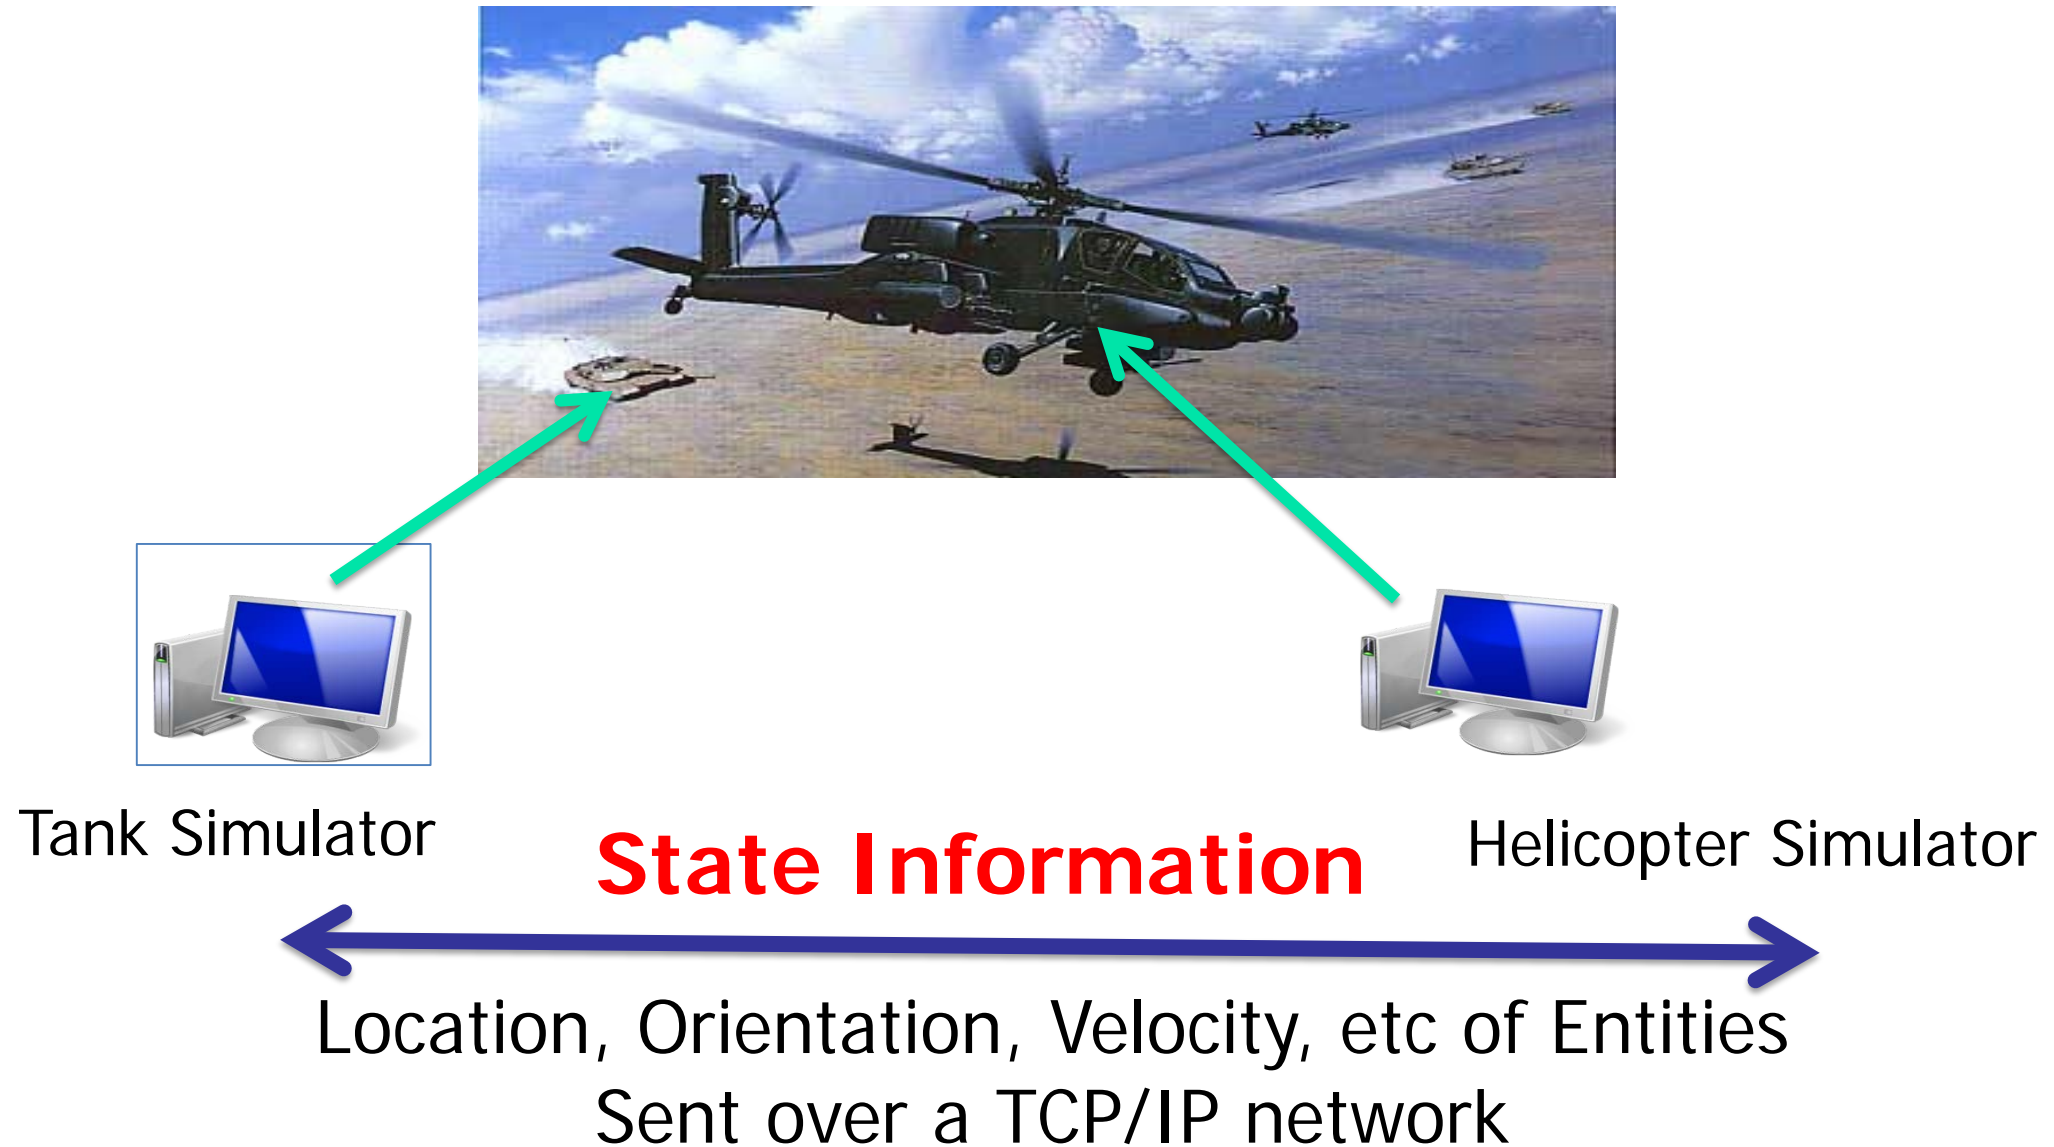 Tank Simulator
State Information
Helicopter Simulator
Location, Orientation, Velocity, etc of Entities
Sent over a TCP/IP network